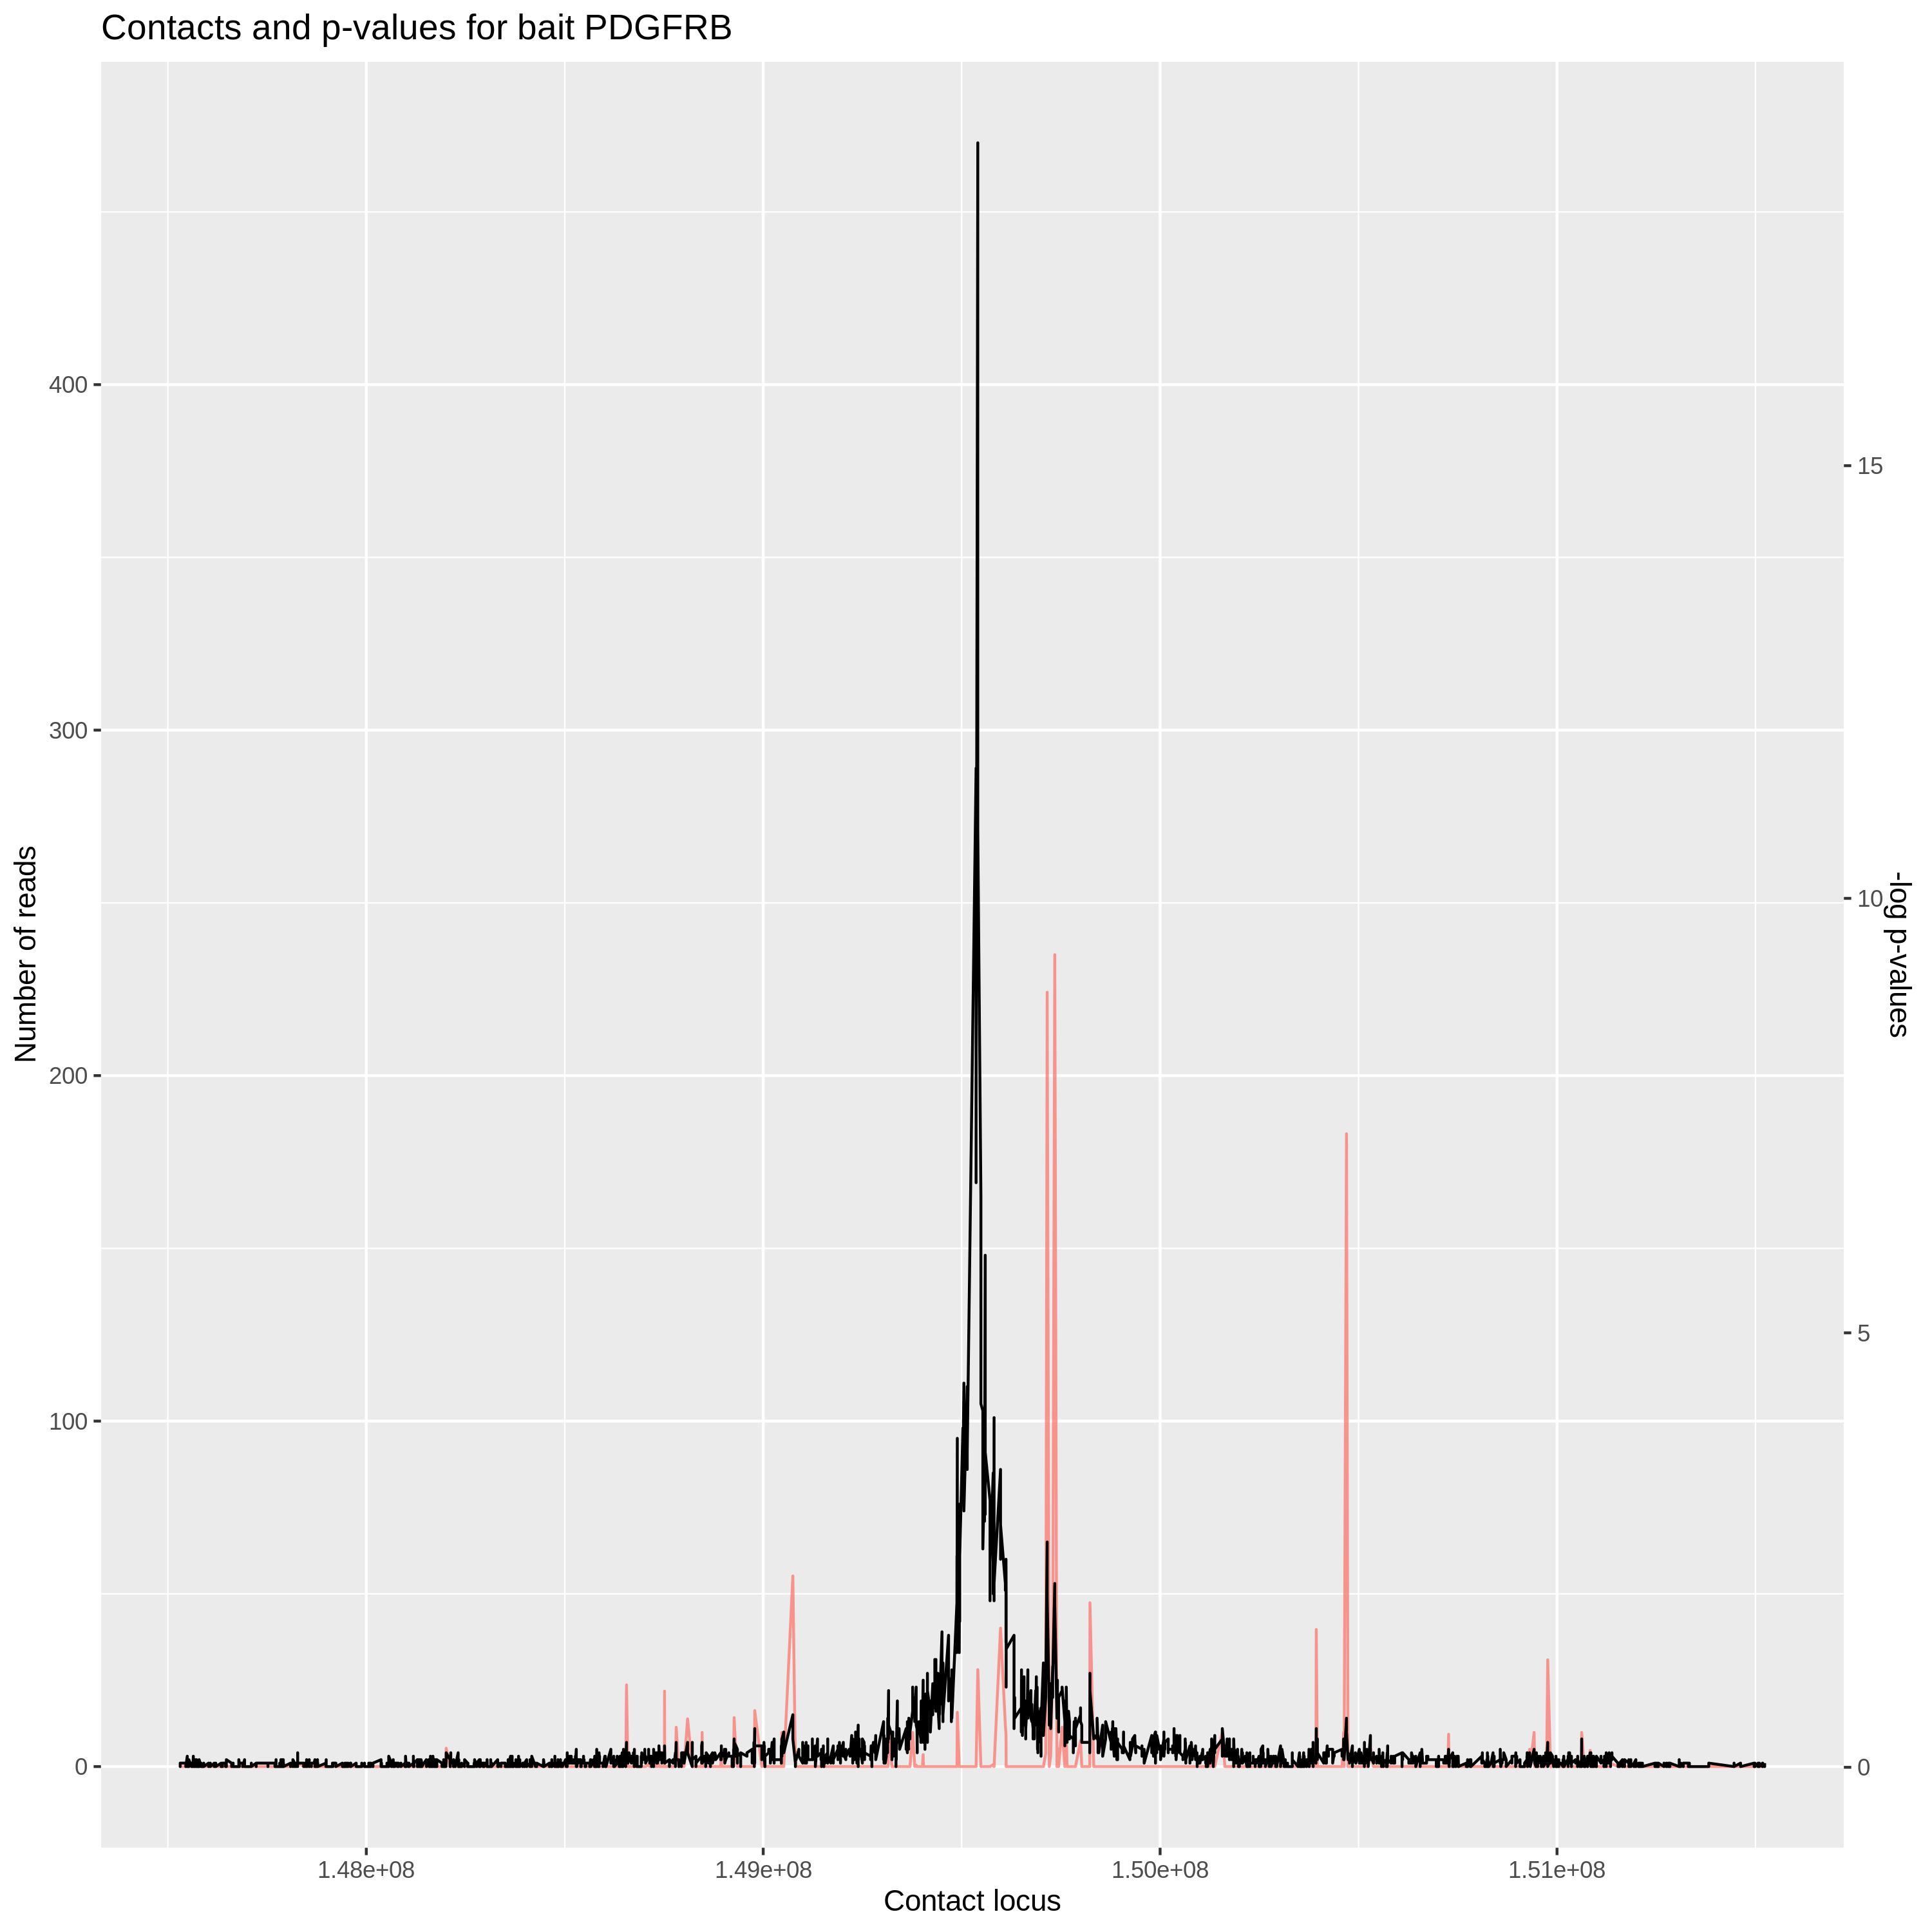 Contacts and p-values for bait PDGFRB
Number of reads
400
300
200
100
0
15
10
5
0
-log p-values
1.48e+08
1.49e+08
1.50e+08
1.51e+08
Contact locus